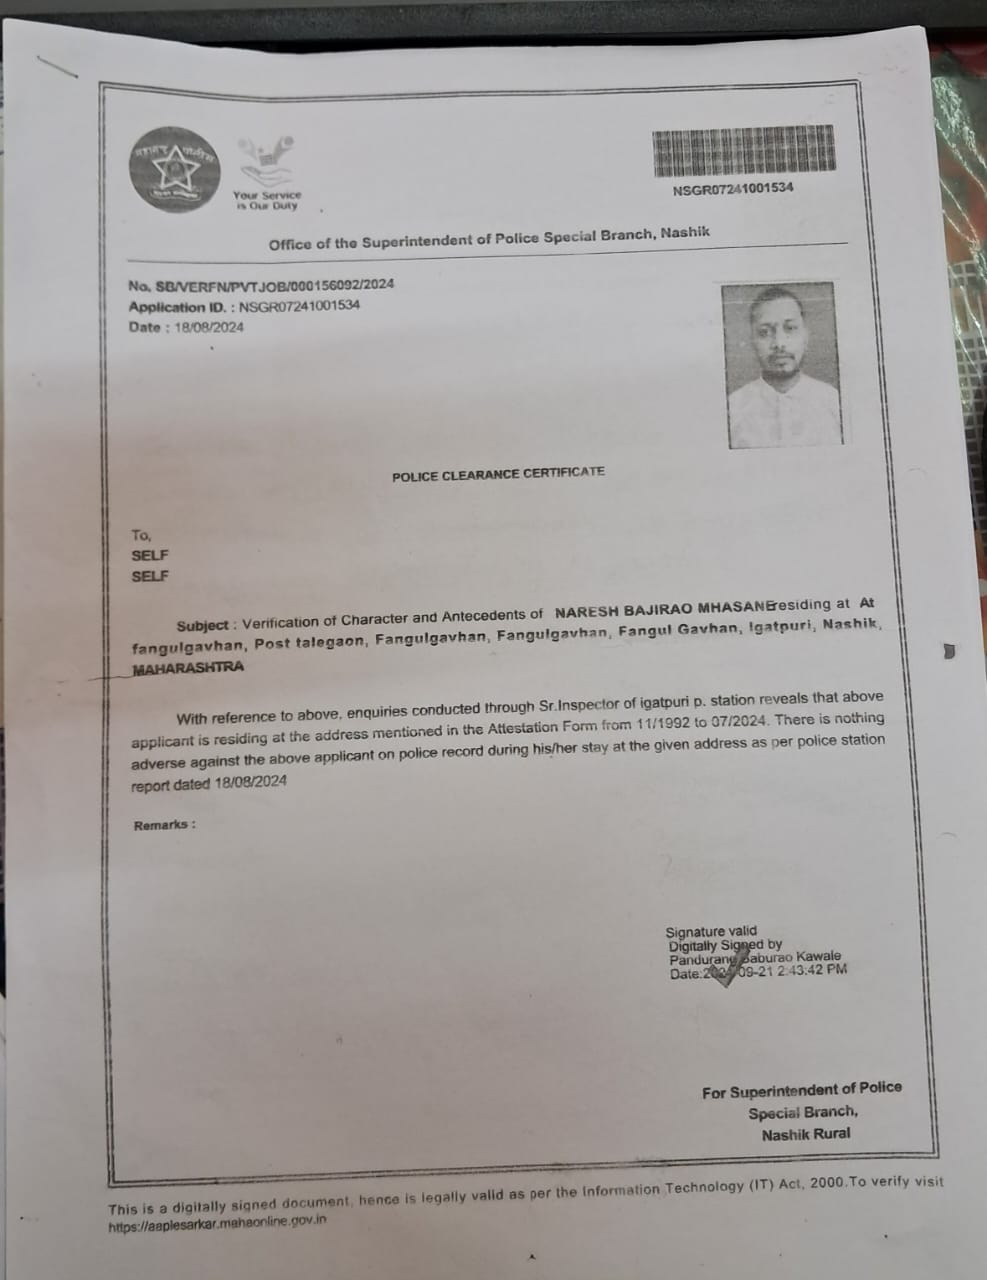 महाराष्ट्र पोलीस
Your Service
is Our Duty
NSGR07241001534
Office of the Superintendent of Police Special Branch, Nashik
No. SB/VERFN/PVTJOB/000156092/2024
Application ID. : NSGR07241001534
Date : 18/08/2024
POLICE CLEARANCE CERTIFICATE
To,
SELF
SELF
Subject : Verification of Character and Antecedents of NARESH BAJIRAO MHASANEresiding at At
fangulgavhan, Post talegaon, Fangulgavhan, Fangulgavhan, Fangul Gavhan, Igatpuri, Nashik,
MAHARASHTRA
With reference to above, enquiries conducted through Sr.Inspector of igatpuri p. station reveals that above
applicant is residing at the address mentioned in the Attestation Form from 11/1992 to 07/2024. There is nothing
adverse against the above applicant on police record during his/her stay at the given address as per police station
report dated 18/08/2024
Remarks :
Signature valid
Digitally Signed by
Pandurang Baburao Kawale
Date:2024-09-21 2:43:42 PM
For Superintendent of Police
Special Branch,
Nashik Rural
This is a digitally signed document, hence is legally valid as per the Information Technology (IT) Act, 2000.To verify visit
https://aaplesarkar.mahaonline.gov.in